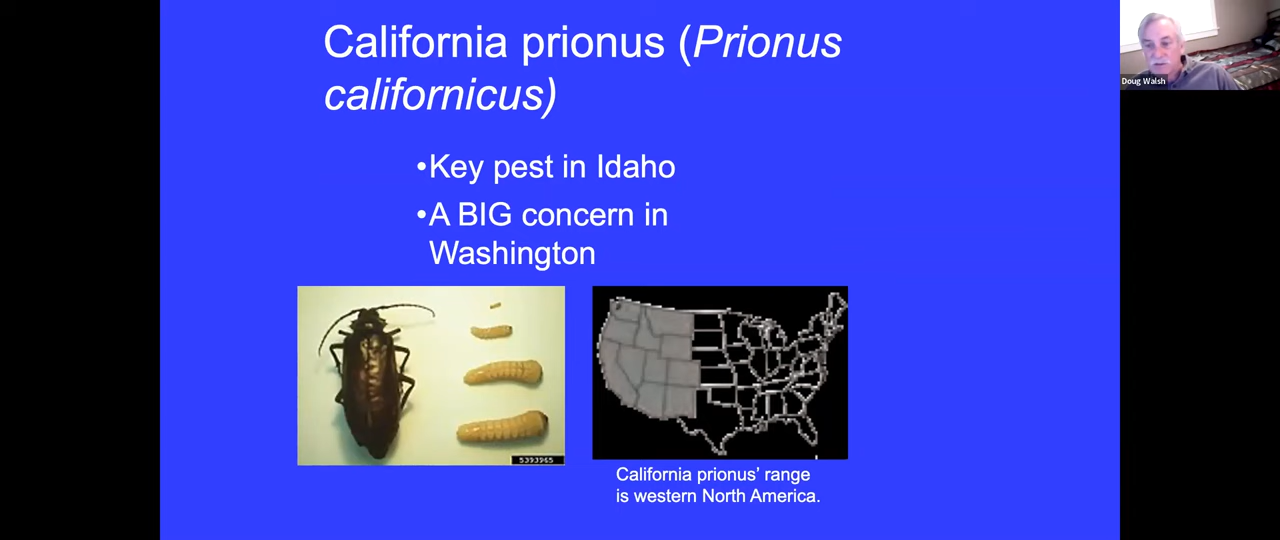 California prionus (Prionus
californicus)
•Key pest in Idaho
•A BIG concern in
Washington
5393965
California prionus’ range
is western North America.
Doug Walsh